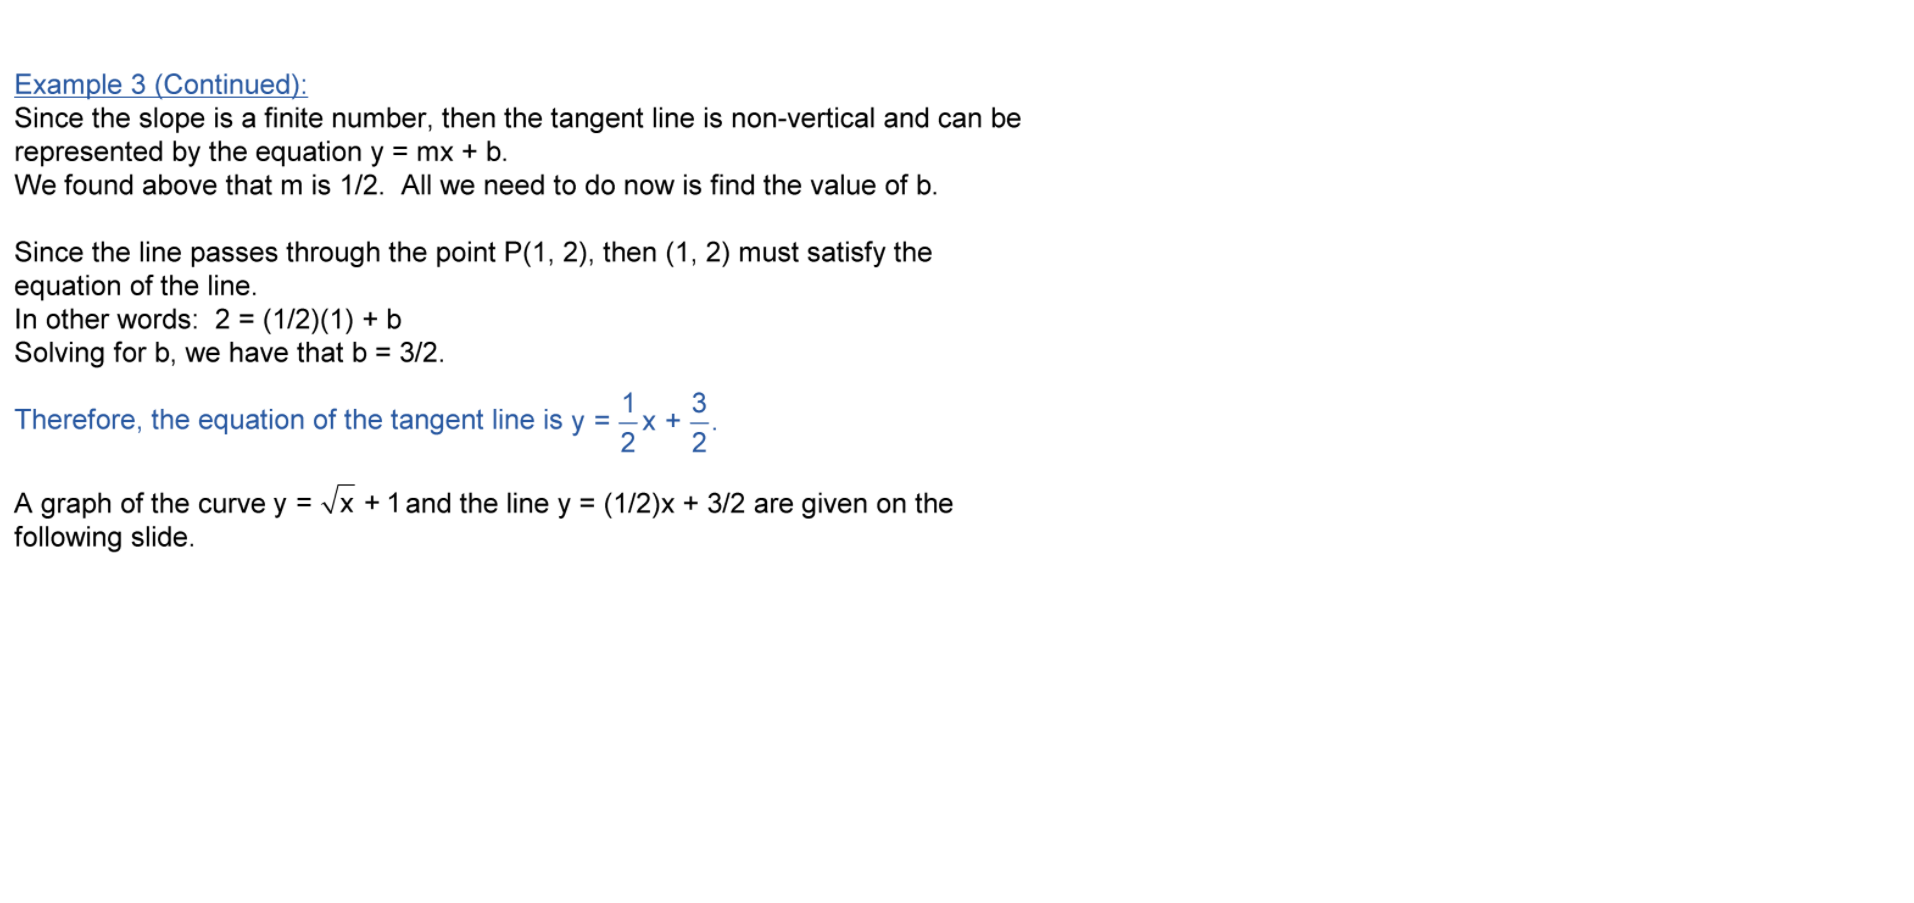 Example 3 (Continued):
Since the slope is a finite number, then the tangent line is non-vertical and can be
represented by the equation y = mx + b.
We found above that m is 1/2.  All we need to do now is find the value of b.
Since the line passes through the point P(1, 2), then (1, 2) must satisfy the
equation of the line.
In other words:  2 = (1/2)(1) + b
Solving for b, we have that b = 3/2.
Therefore, the equation of the tangent line is y = 1/2 x + 3/2.
A graph of the curve y = √x + 1 and the line y = (1/2)x + 3/2 are given on the
following slide.